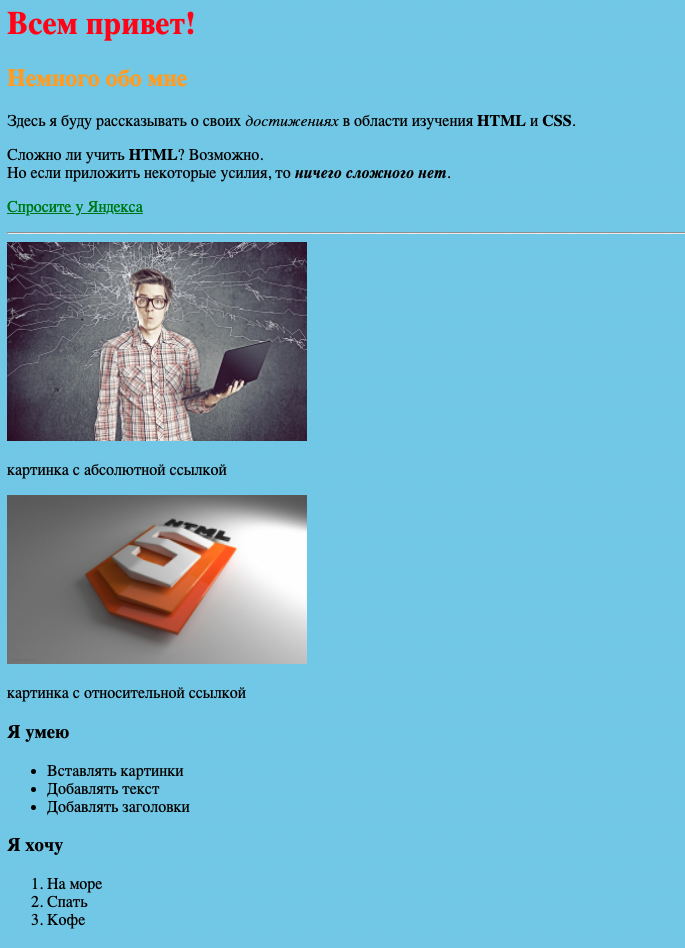 Всем привет!
Немного обо мне
Здесь я буду рассказывать о своих достижениях в области изучения HTML и CSS.
Сложно ли учить HTML? Возможно.
Но если приложить некоторые усилия, то ничего сложного нет.
Спросите у Яндекса
картинка с абсолютной ссылкой
HTML
картинка с относительной ссылкой
Я умею
• Вставлять картинки
• Добавлять текст
• Добавлять заголовки
Я хочу
1. На море
2. Спать
3. Кофе